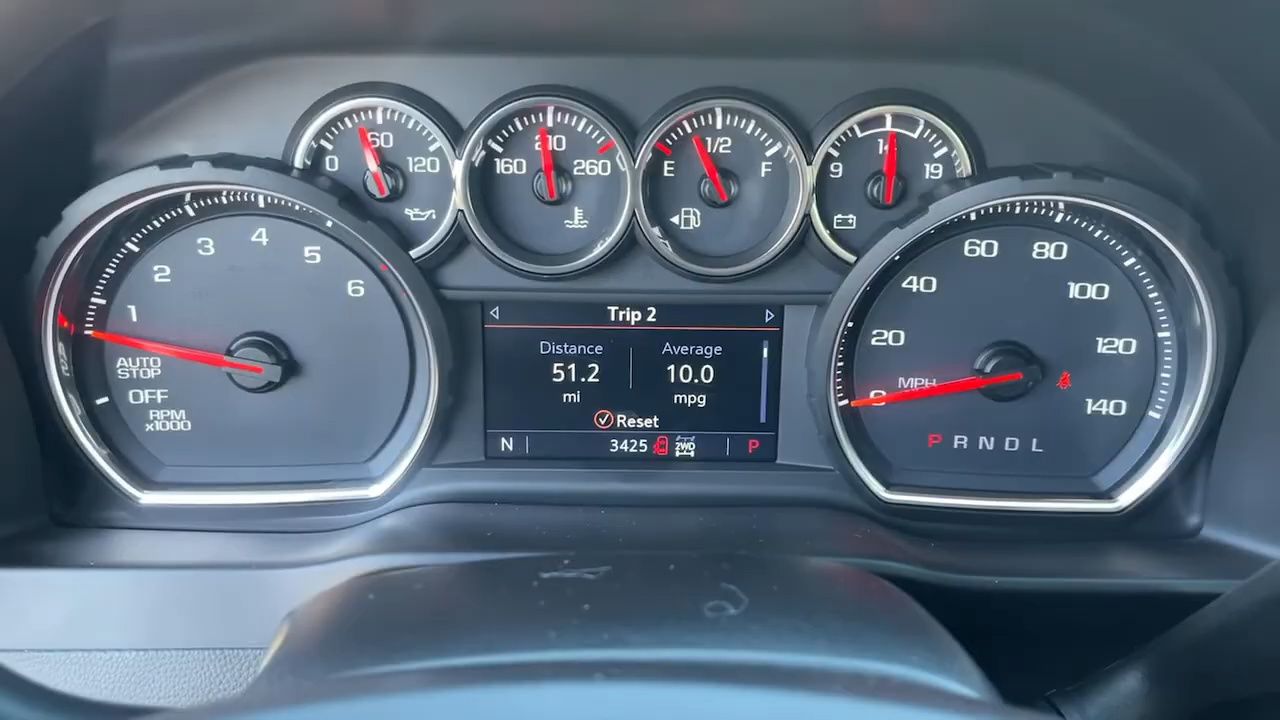 0 60 120
160 210 260
E 1/2 F
9 14 19
1 2 3 4 5 6
AUTO
STOP
OFF
RPM
x1000
Trip 2
Distance
51.2
mi
Average
10.0
mpg
Reset
N 3425 2WD P
0 20 40 60 80 100 120 140
MPH
P R N D L